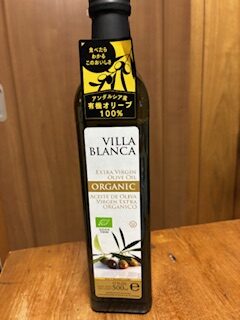 食べたら
わかる
このおいしさ
アンダルシア産
有機オリーブ
100%
VILLA
BLANCA
EXTRA VIRGIN
OLIVE OIL
ORGANIC
ACEITE DE OLIVA
VIRGEN EXTRA
ORGÁNICO
500 ml e